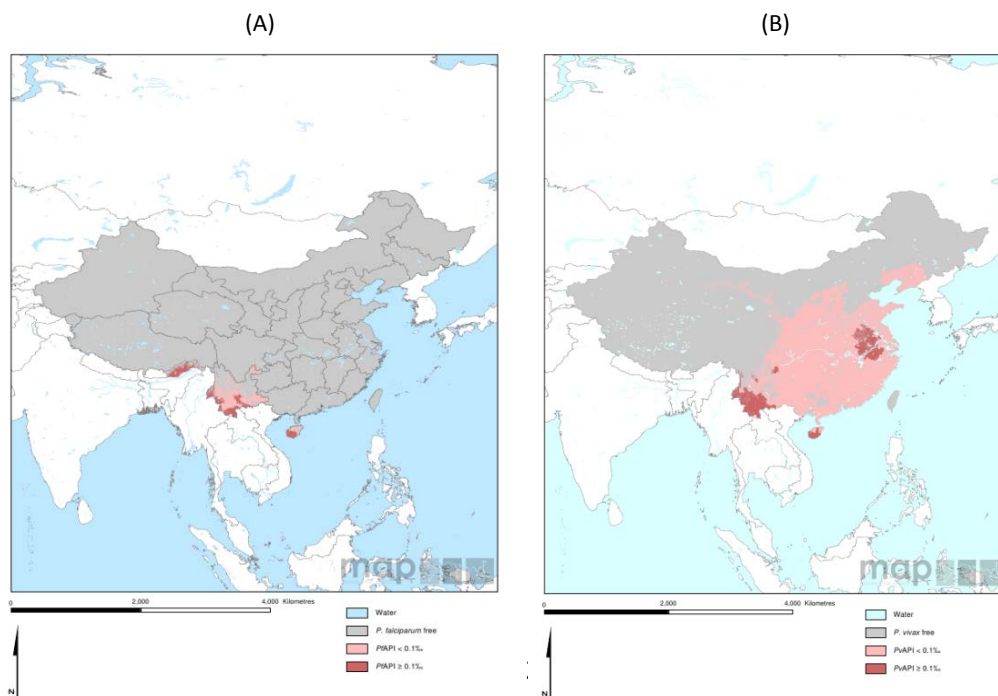 (A)
(B)
map
map
0 2,000 4,000 Kilometres
0 2,000 4,000 Kilometres
Water
P. falciparum free
PfAPI < 0.1‰
PfAPI ≥ 0.1‰
N
Water
P. vivax free
PvAPI < 0.1‰
PvAPI ≥ 0.1‰
N